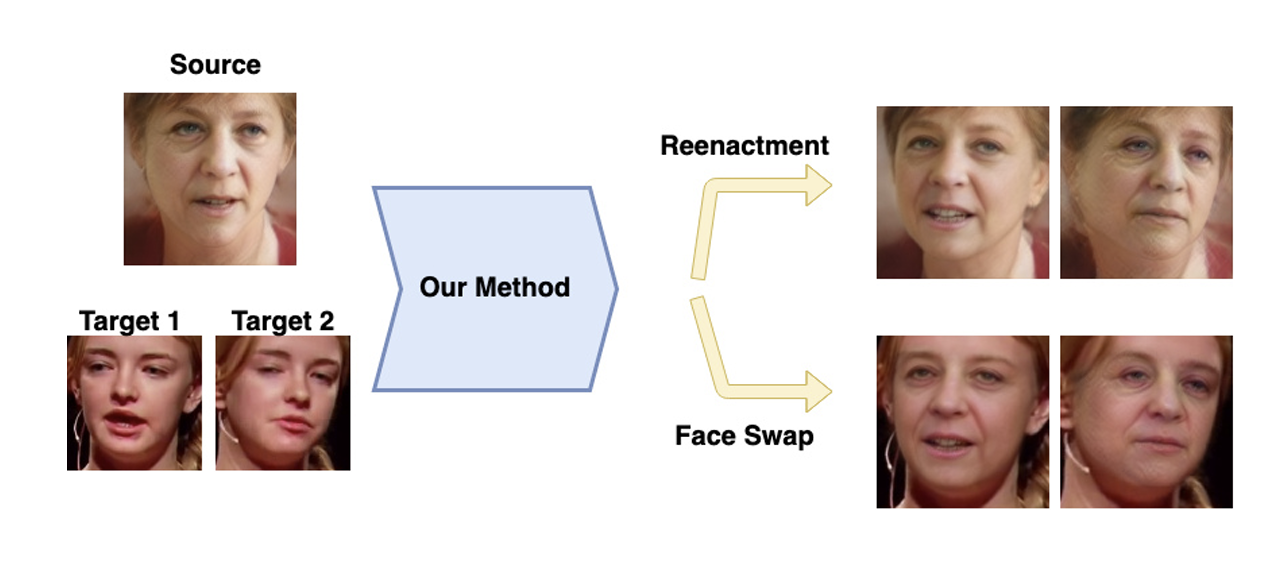 Source
Target 1
Target 2
Our Method
Reenactment
Face Swap